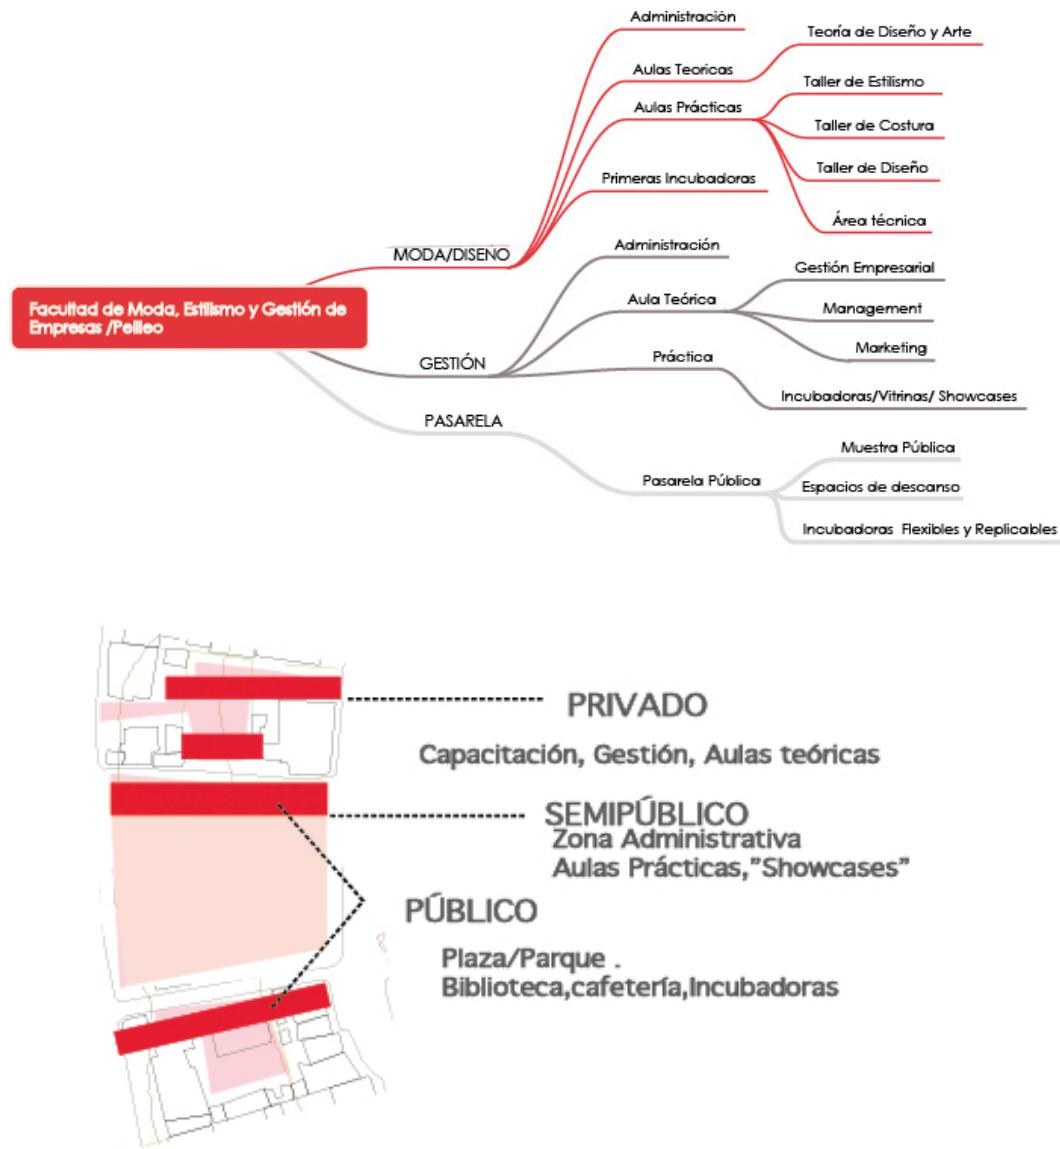 Administración
Teoría de Diseño y Arte
Aulas Teoricas
Taller de Estilismo
Aulas Prácticas
Taller de Costura
Taller de Diseño
Primeras Incubadoras
Área técnica
MODA/DISEÑO
Administración
Gestión Empresarial
Aula Teórica
Management
Facultad de Moda, Estilismo y Gestión de
Empresas /Pelileo
Marketing
GESTIÓN
Práctica
Incubadoras/Vitrinas/ Showcases
PASARELA
Muestra Pública
Pasarela Pública
Espacios de descanso
Incubadoras Flexibles y Replicables
PRIVADO
Capacitación, Gestión, Aulas teóricas
SEMIPÚBLICO
Zona Administrativa
Aulas Prácticas,"Showcases"
PÚBLICO
Plaza/Parque .
Biblioteca,cafetería,Incubadoras